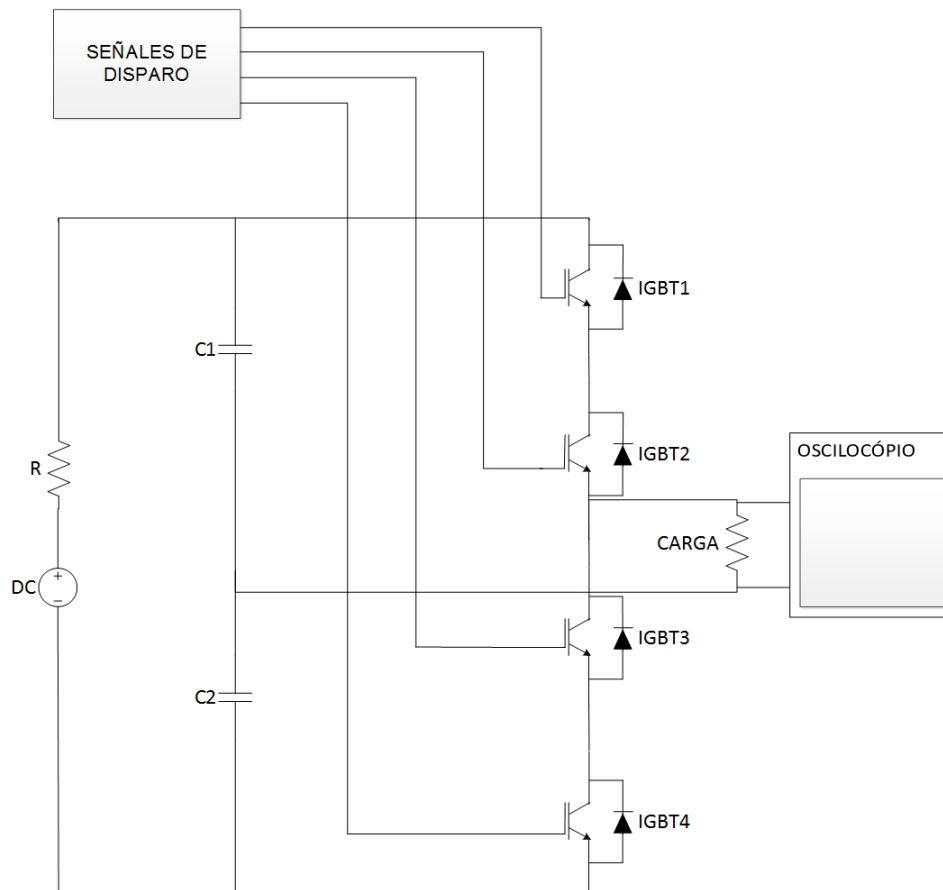 SEÑALES DE
DISPARO
IGBT1
C1
IGBT2
OSCILOCÓPIO
R
CARGA
+
DC
−
IGBT3
C2
IGBT4